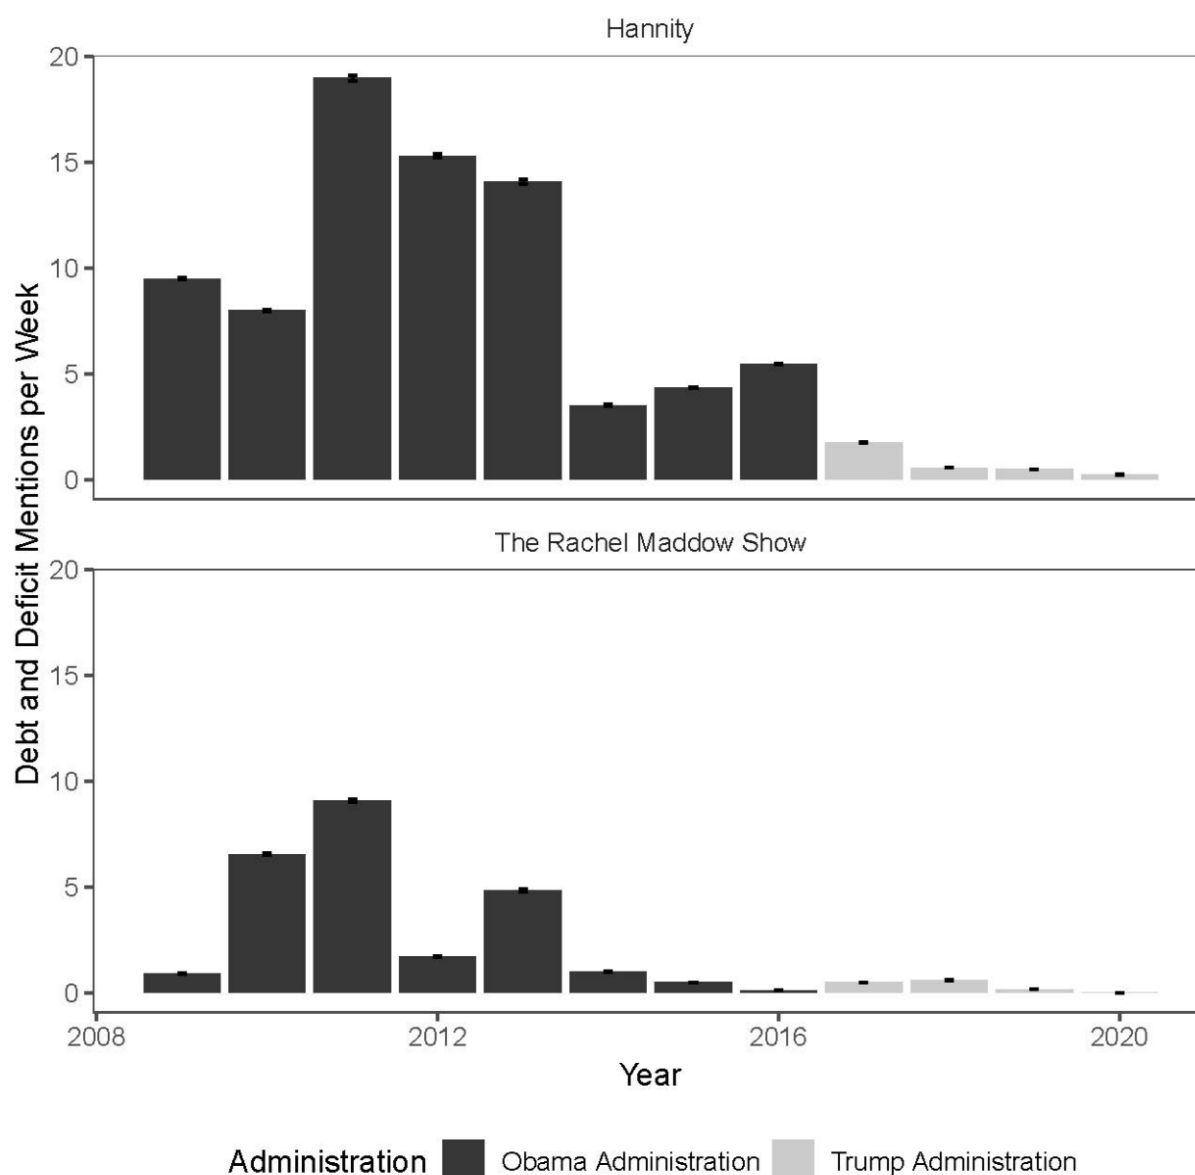 Hannity
20
15
10
5
0
Debt and Deficit Mentions per Week
The Rachel Maddow Show
20
15
10
5
0
2008 2012 2016 2020
Year
Administration Obama Administration Trump Administration